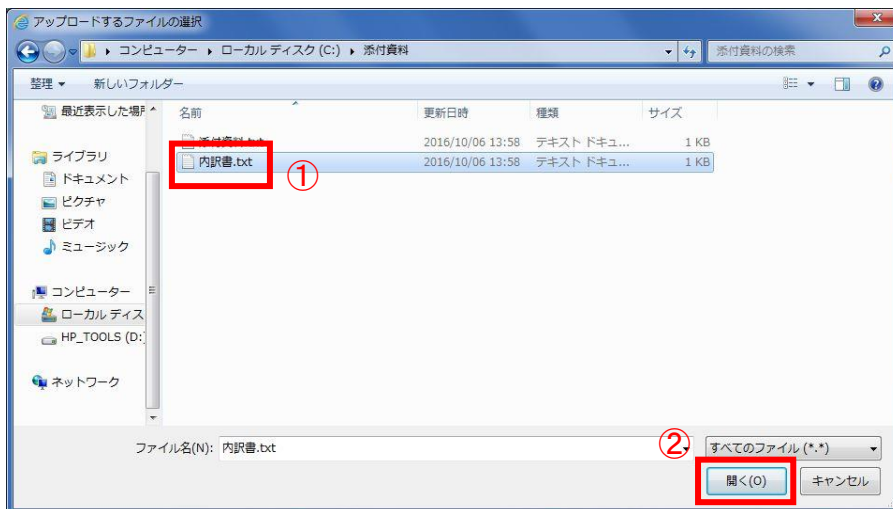 アップロードするファイルの選択
コンピューター ▸ ローカル ディスク (C:) ▸ 添付資料
添付資料の検索
整理 新しいフォルダー
名前 更新日時 種類 サイズ
添付資料.txt 2016/10/06 13:58 テキスト ドキュ... 1 KB
内訳書.txt 2016/10/06 13:58 テキスト ドキュ... 1 KB
①
最近表示した場所
ライブラリ
ドキュメント
ピクチャ
ビデオ
ミュージック
コンピューター
ローカル ディス
HP_TOOLS (D:)
ネットワーク
ファイル名(N): 内訳書.txt
②
すべてのファイル (*.*)
開く(O) キャンセル